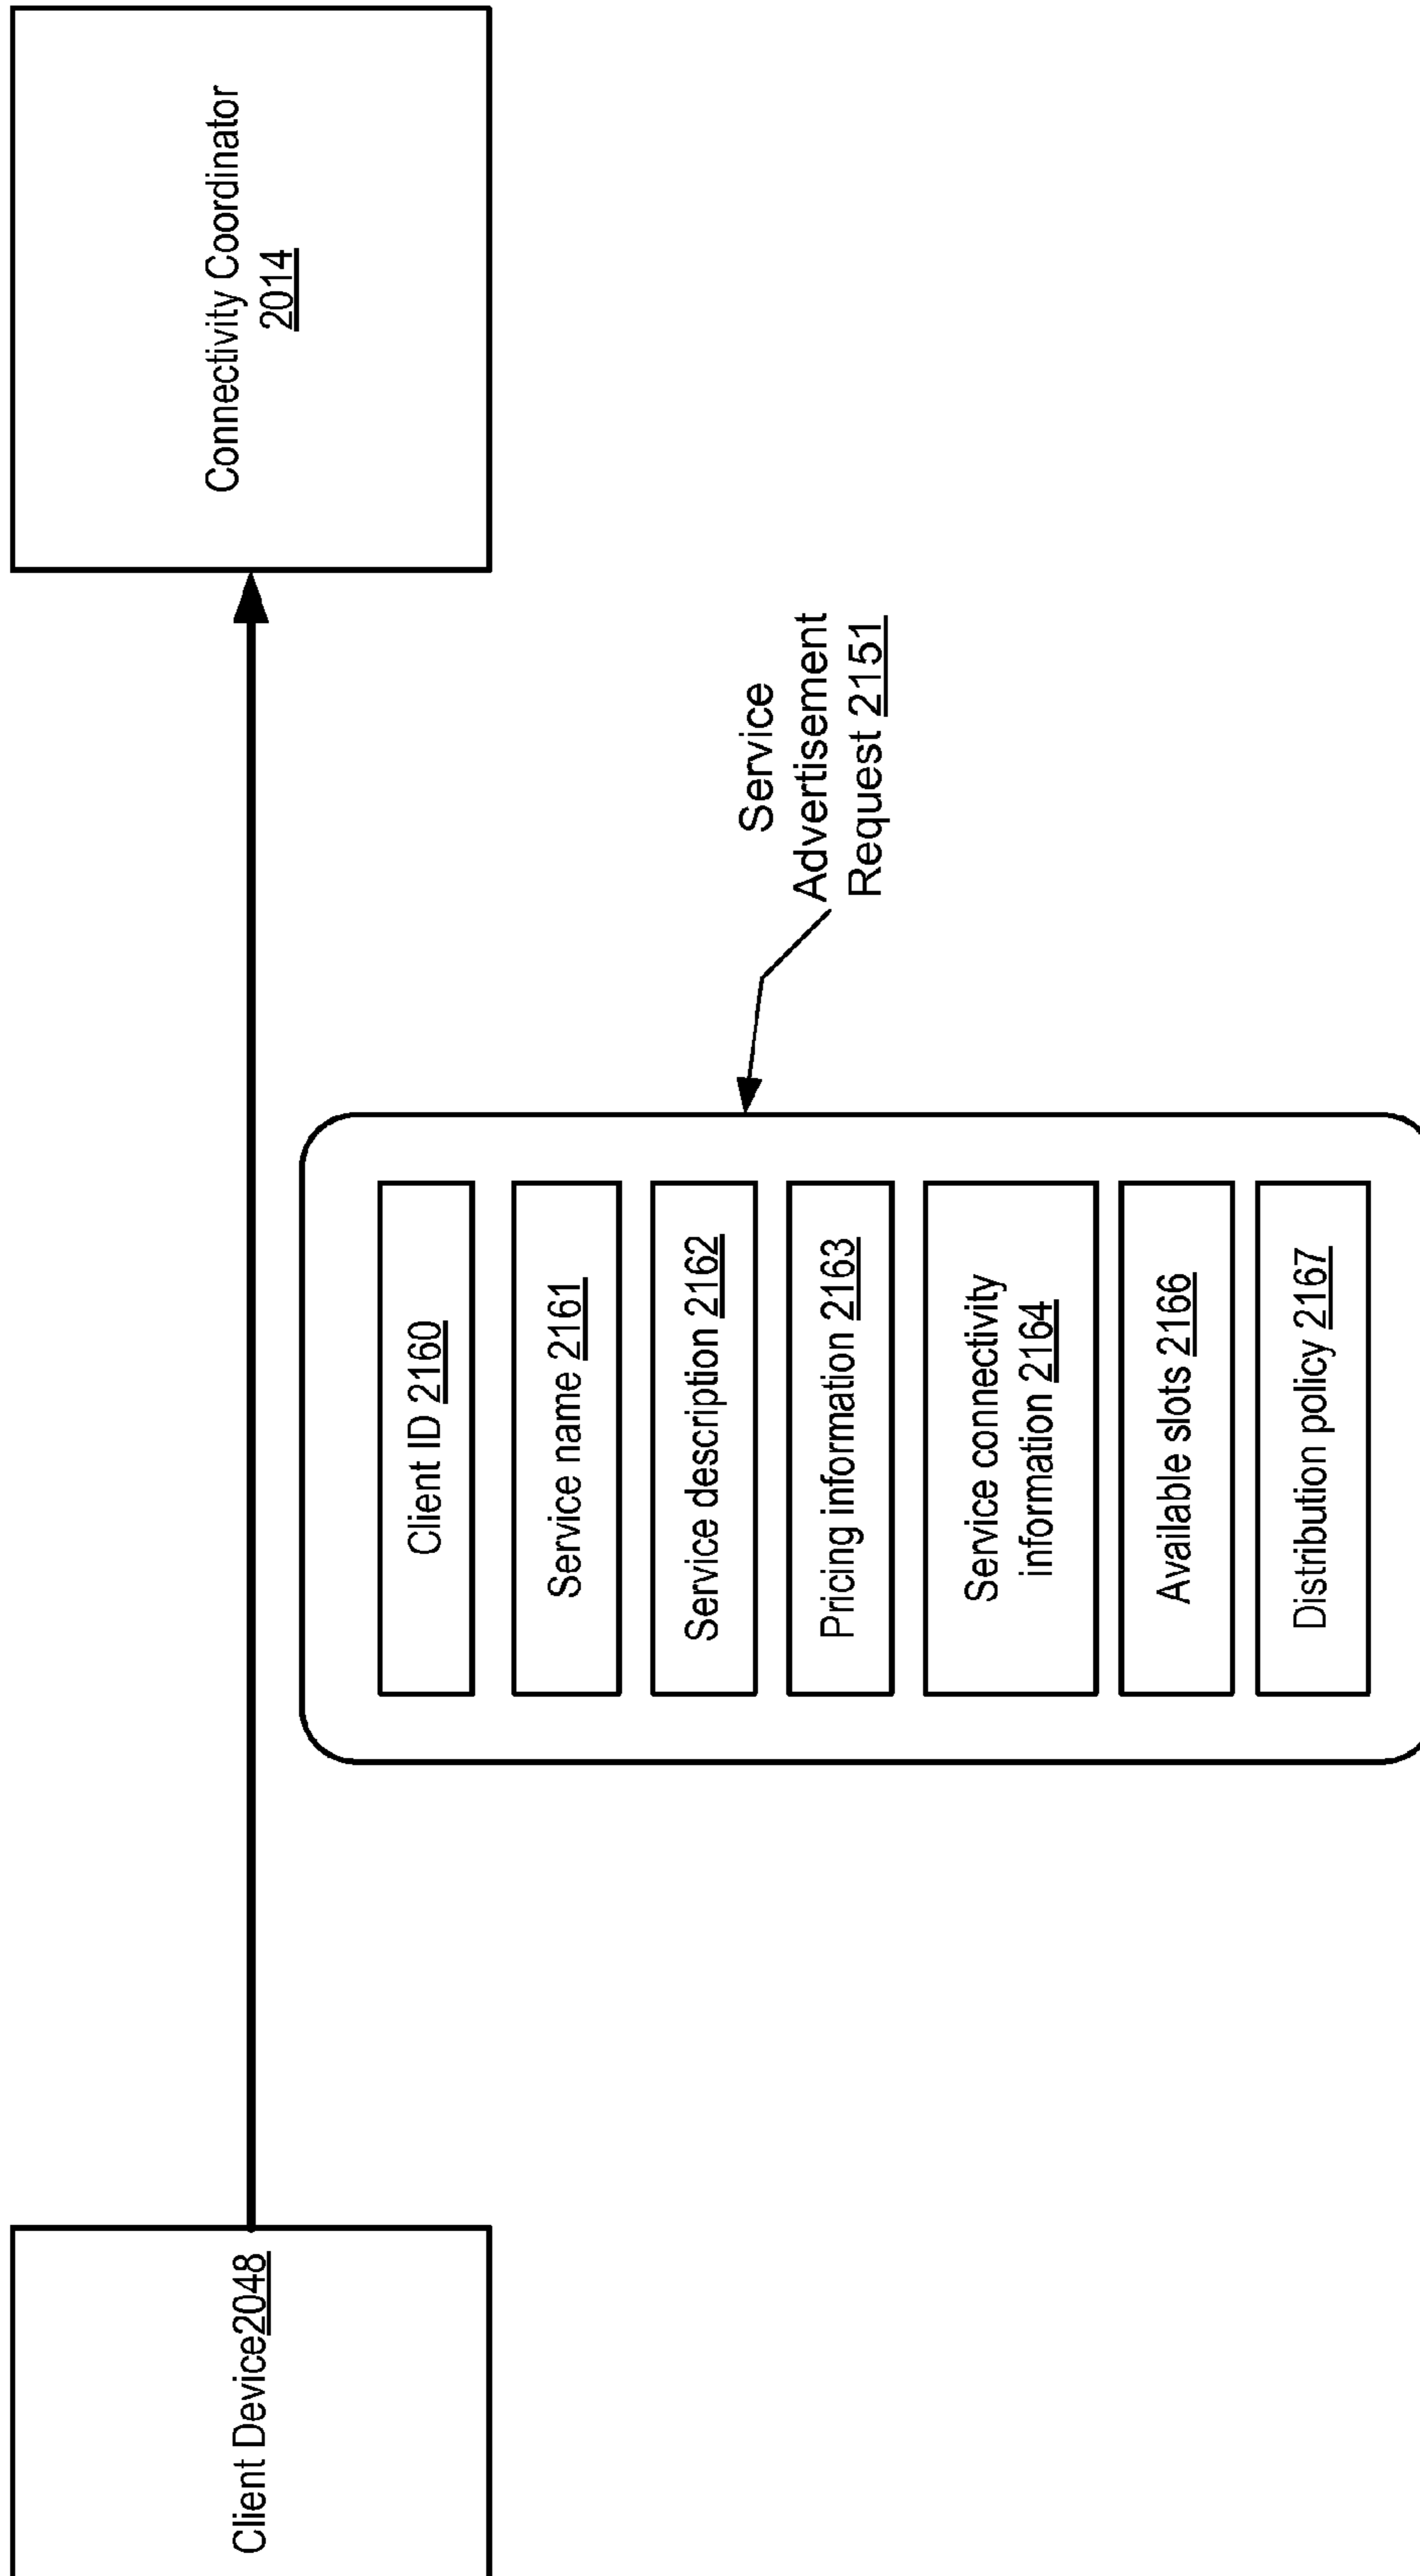 Client Device2048
Connectivity Coordinator
2014
Client ID 2160
Service name 2161
Service description 2162
Pricing information 2163
Service connectivity
information 2164
Available slots 2166
Distribution policy 2167
Service
Advertisement
Request 2151